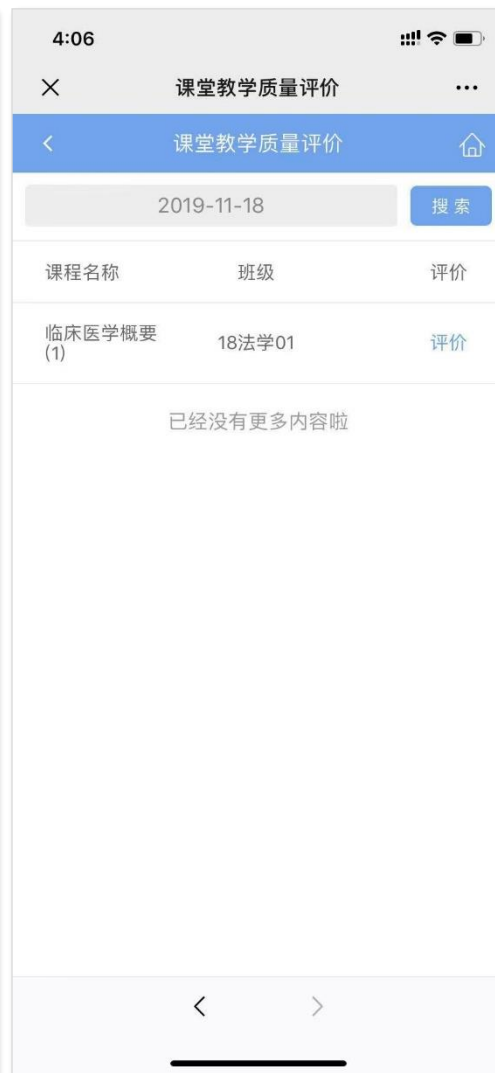 4:06
课堂教学质量评价
课堂教学质量评价
2019-11-18 搜索
课程名称 班级 评价
临床医学概要
(1) 18法学01 评价
已经没有更多内容啦